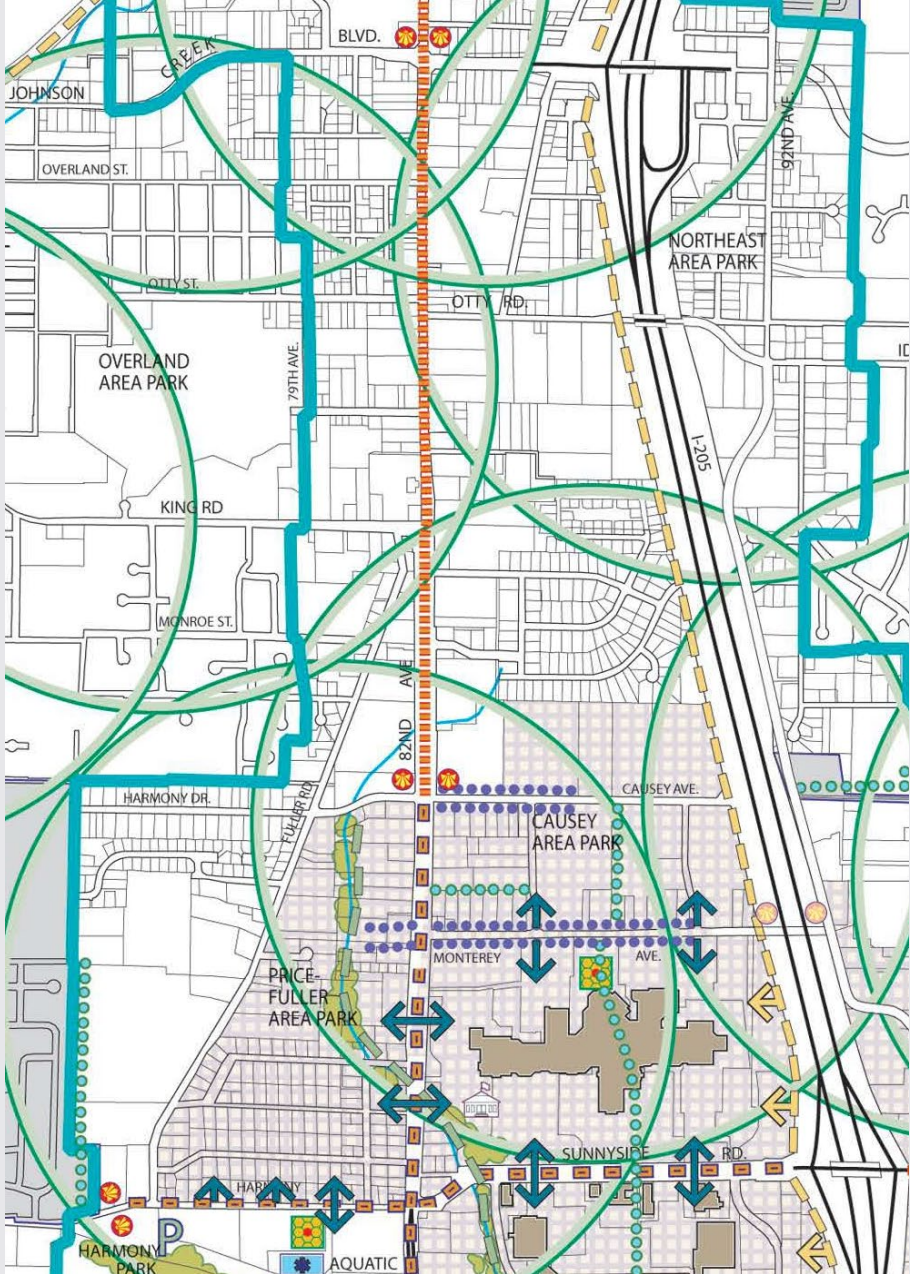 BLVD.
CREEK
JOHNSON
92ND AVE.
OVERLAND ST.
NORTHEAST
AREA PARK
OTTY ST.
OTTY RD.
79TH AVE.
OVERLAND
AREA PARK
I-205
KING RD
MONROE ST.
82ND AVE
HARMONY DR.
FULLER RD.
CAUSEY AVE.
CAUSEY
AREA PARK
MONTEREY AVE.
PRICE-
FULLER
AREA PARK
SUNNYSIDE RD.
HARMONY
P
HARMONY
PARK
AQUATIC